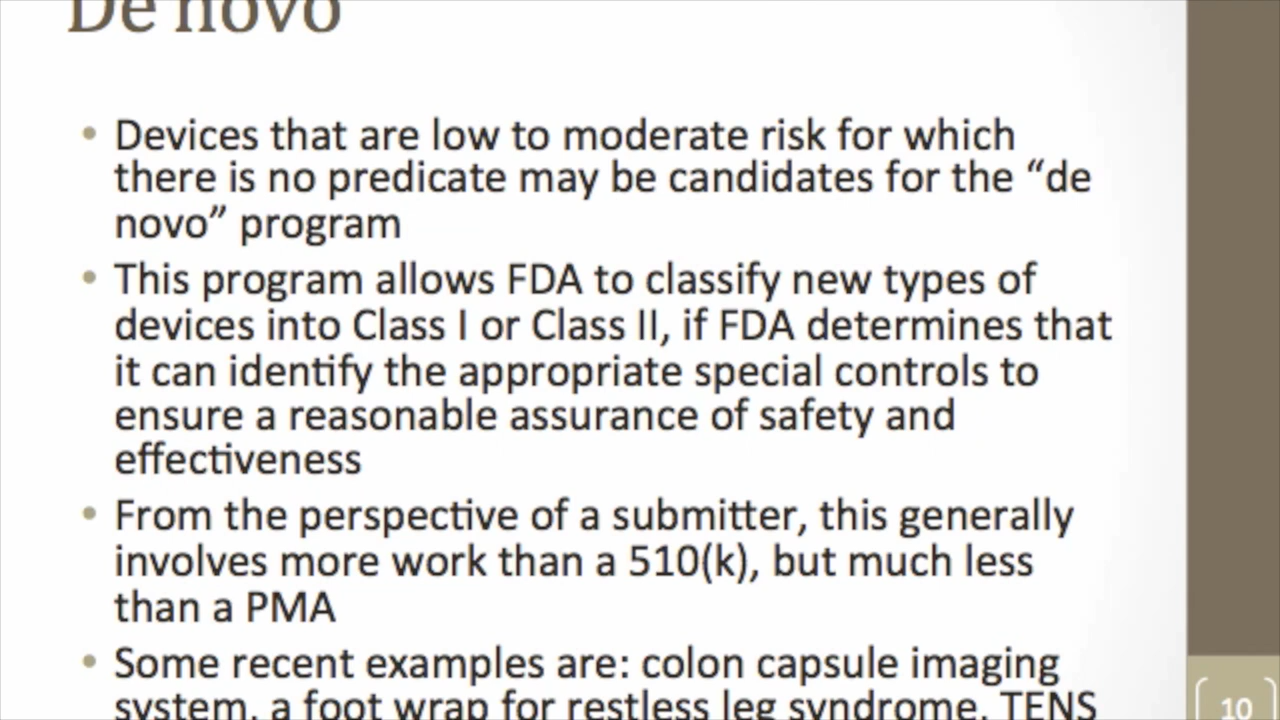 De novo
• Devices that are low to moderate risk for which
there is no predicate may be candidates for the “de
novo” program
• This program allows FDA to classify new types of
devices into Class I or Class II, if FDA determines that
it can identify the appropriate special controls to
ensure a reasonable assurance of safety and
effectiveness
• From the perspective of a submitter, this generally
involves more work than a 510(k), but much less
than a PMA
• Some recent examples are: colon capsule imaging
system, a foot wrap for restless leg syndrome, TENS
10